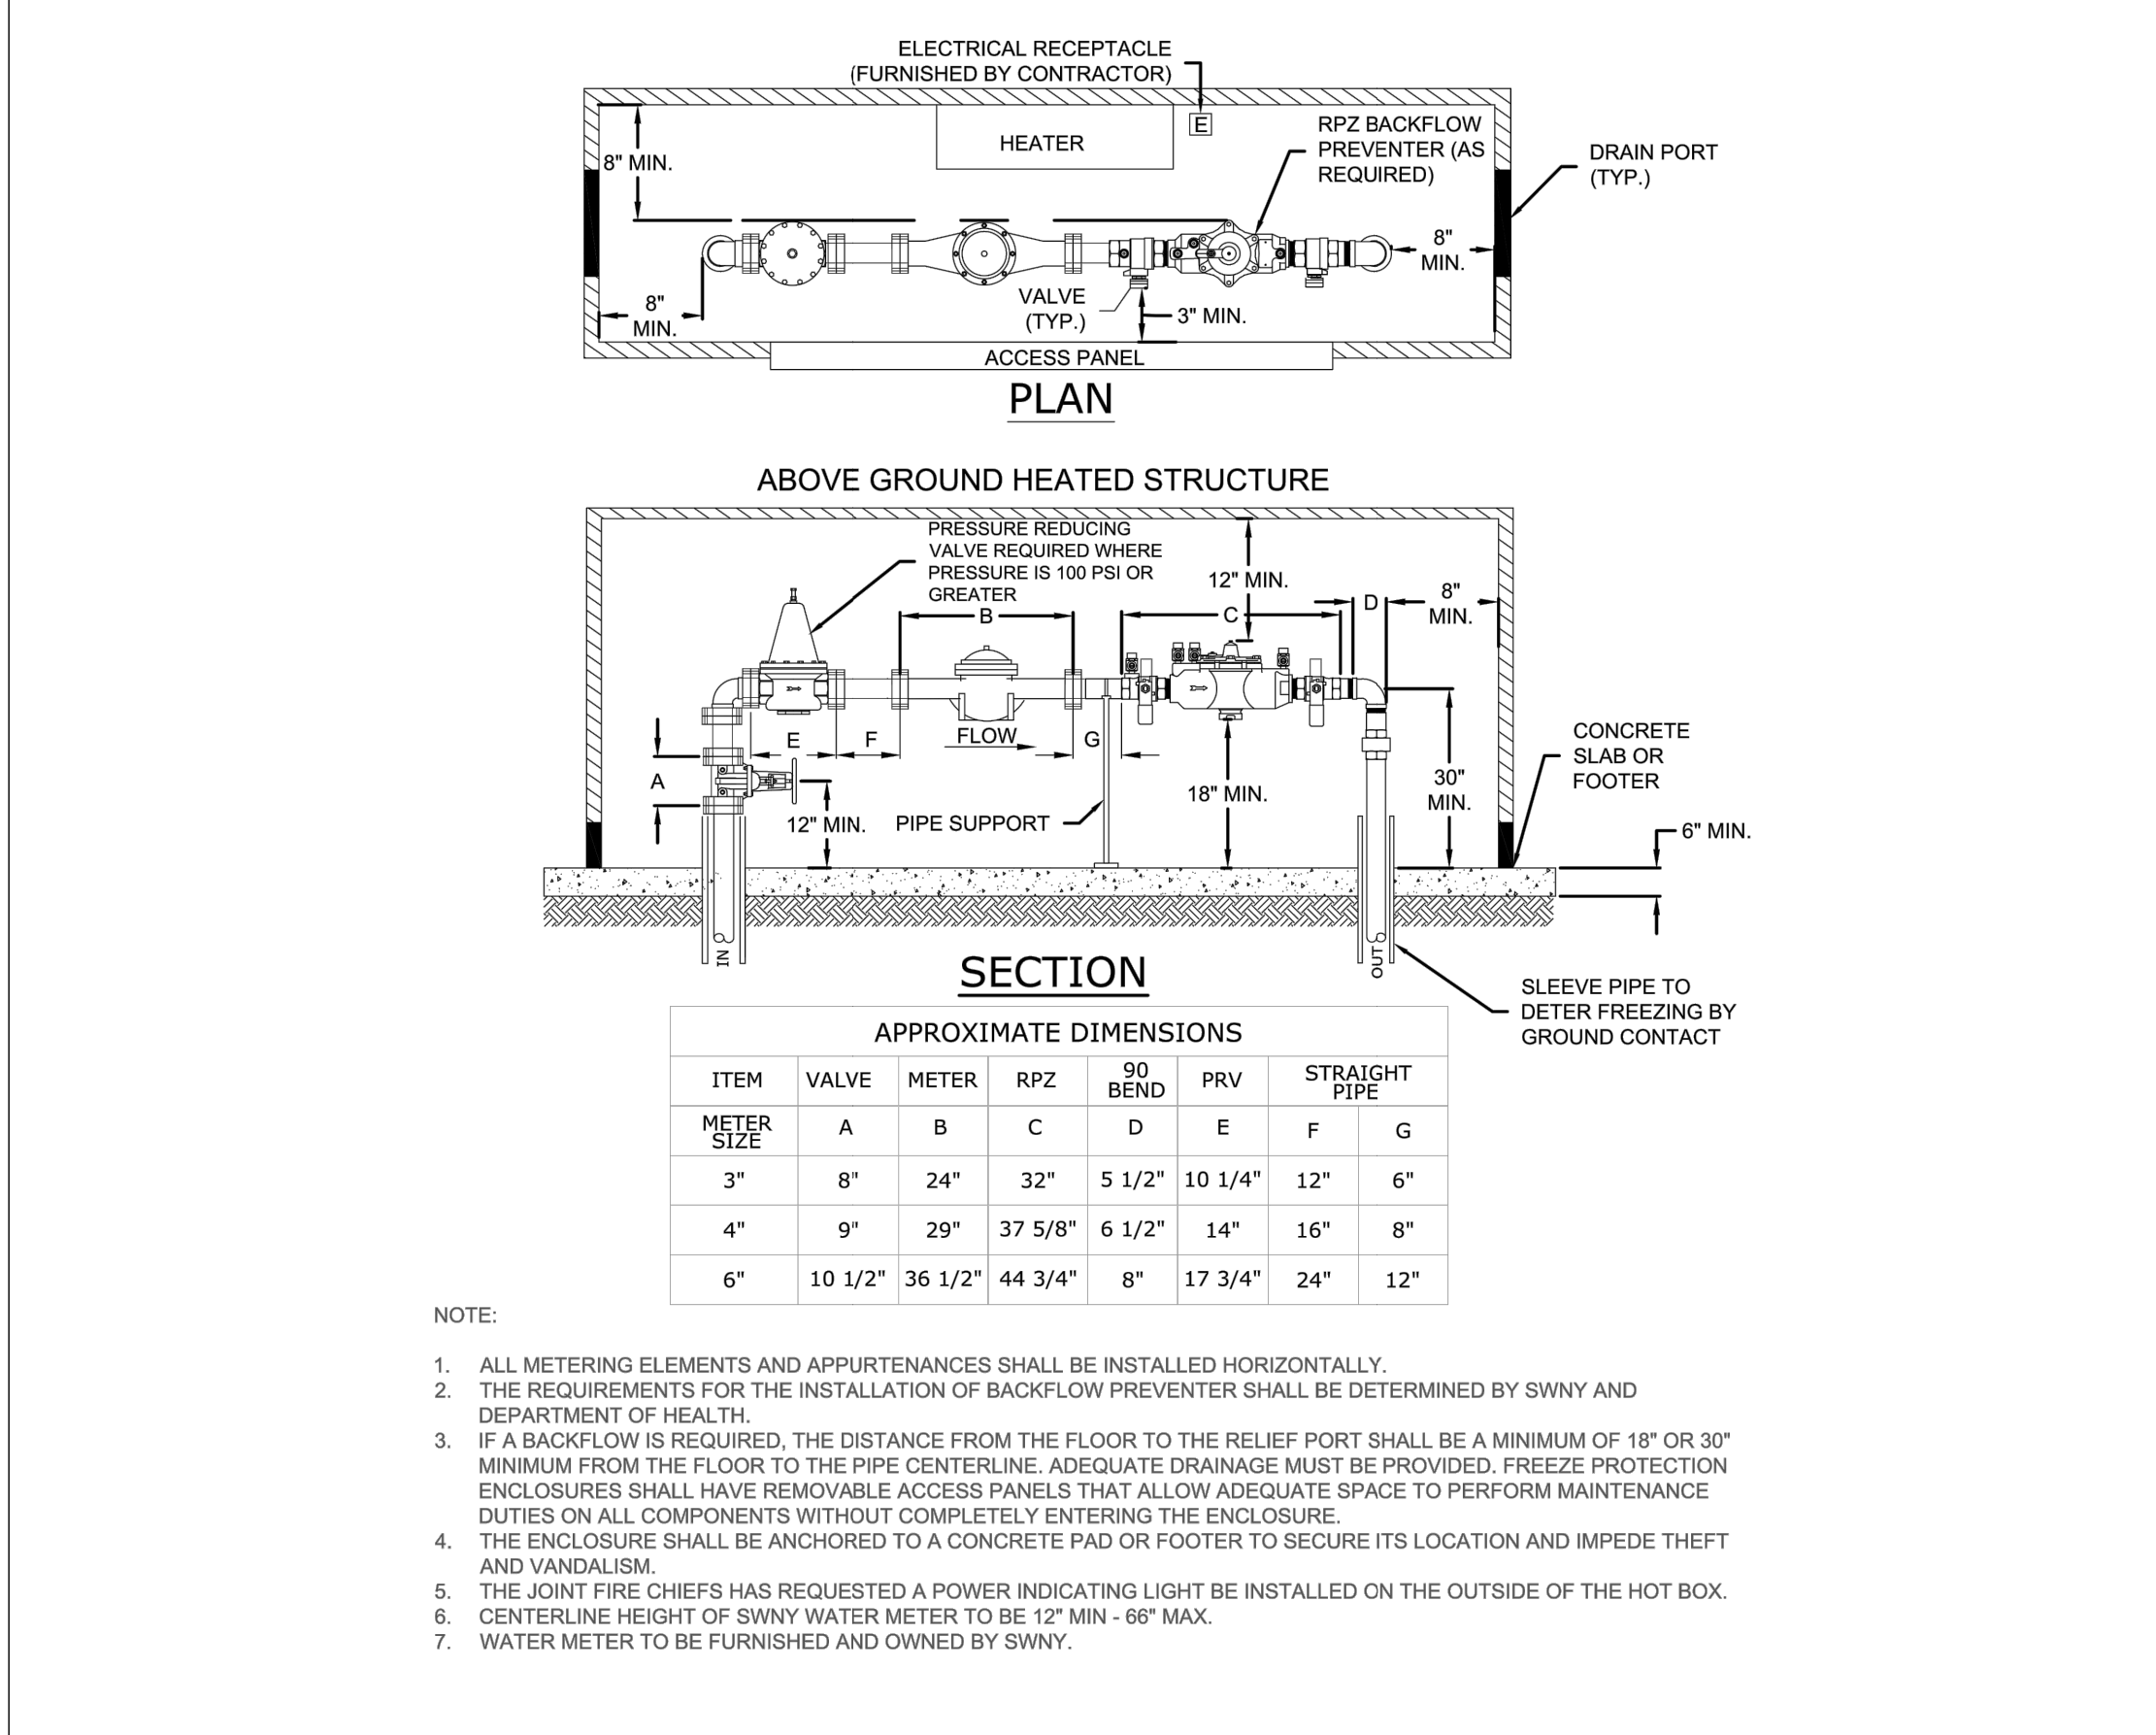 ELECTRICAL RECEPTACLE
(FURNISHED BY CONTRACTOR)
E
HEATER
RPZ BACKFLOW
PREVENTER (AS
REQUIRED)
DRAIN PORT
(TYP.)
8" MIN.
8"
MIN.
8"
MIN.
VALVE
(TYP.)
3" MIN.
ACCESS PANEL
PLAN
ABOVE GROUND HEATED STRUCTURE
PRESSURE REDUCING
VALVE REQUIRED WHERE
PRESSURE IS 100 PSI OR
GREATER
12" MIN.
B
C
D
8"
MIN.
E
F
FLOW
G
A
12" MIN.
PIPE SUPPORT
18" MIN.
30"
MIN.
CONCRETE
SLAB OR
FOOTER
6" MIN.
IN
OUT
SECTION
SLEEVE PIPE TO
DETER FREEZING BY
GROUND CONTACT
APPROXIMATE DIMENSIONS
ITEM VALVE METER RPZ 90 BEND PRV STRAIGHT PIPE
METER SIZE A B C D E F G
3" 8" 24" 32" 5 1/2" 10 1/4" 12" 6"
4" 9" 29" 37 5/8" 6 1/2" 14" 16" 8"
6" 10 1/2" 36 1/2" 44 3/4" 8" 17 3/4" 24" 12"
NOTE:
1. ALL METERING ELEMENTS AND APPURTENANCES SHALL BE INSTALLED HORIZONTALLY.
2. THE REQUIREMENTS FOR THE INSTALLATION OF BACKFLOW PREVENTER SHALL BE DETERMINED BY SWNY AND
DEPARTMENT OF HEALTH.
3. IF A BACKFLOW IS REQUIRED, THE DISTANCE FROM THE FLOOR TO THE RELIEF PORT SHALL BE A MINIMUM OF 18" OR 30"
MINIMUM FROM THE FLOOR TO THE PIPE CENTERLINE. ADEQUATE DRAINAGE MUST BE PROVIDED. FREEZE PROTECTION
ENCLOSURES SHALL HAVE REMOVABLE ACCESS PANELS THAT ALLOW ADEQUATE SPACE TO PERFORM MAINTENANCE
DUTIES ON ALL COMPONENTS WITHOUT COMPLETELY ENTERING THE ENCLOSURE.
4. THE ENCLOSURE SHALL BE ANCHORED TO A CONCRETE PAD OR FOOTER TO SECURE ITS LOCATION AND IMPEDE THEFT
AND VANDALISM.
5. THE JOINT FIRE CHIEFS HAS REQUESTED A POWER INDICATING LIGHT BE INSTALLED ON THE OUTSIDE OF THE HOT BOX.
6. CENTERLINE HEIGHT OF SWNY WATER METER TO BE 12" MIN - 66" MAX.
7. WATER METER TO BE FURNISHED AND OWNED BY SWNY.